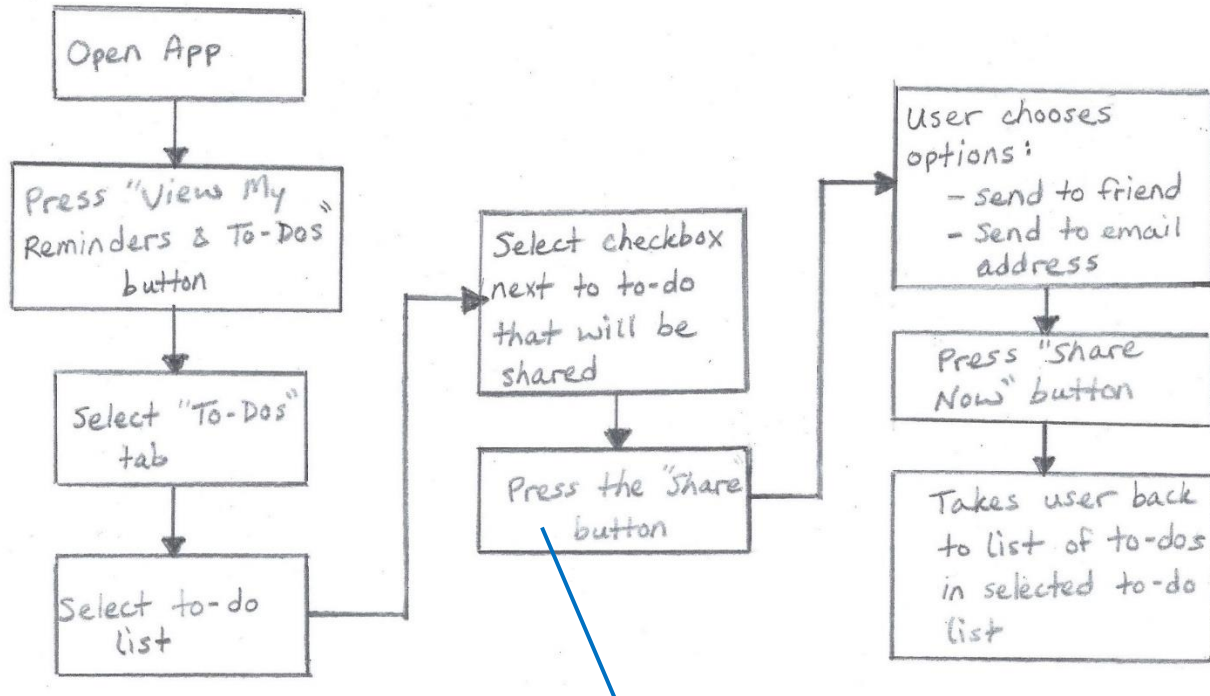 Open App
Press "View My
Reminders & To-Dos"
button
Select "To-Dos"
tab
Select to-do
list
Select checkbox
next to to-do
that will be
shared
Press the "Share"
button
User chooses
options:
- send to friend
- Send to email
address
Press "Share
Now" button
Takes user back
to list of to-dos
in selected to-do
list